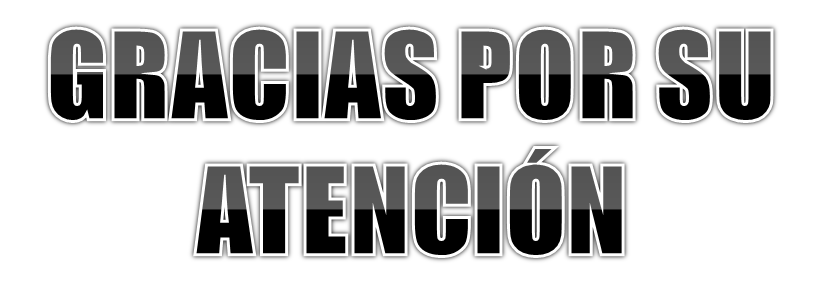 GRACIAS POR SU
ATENCIÓN